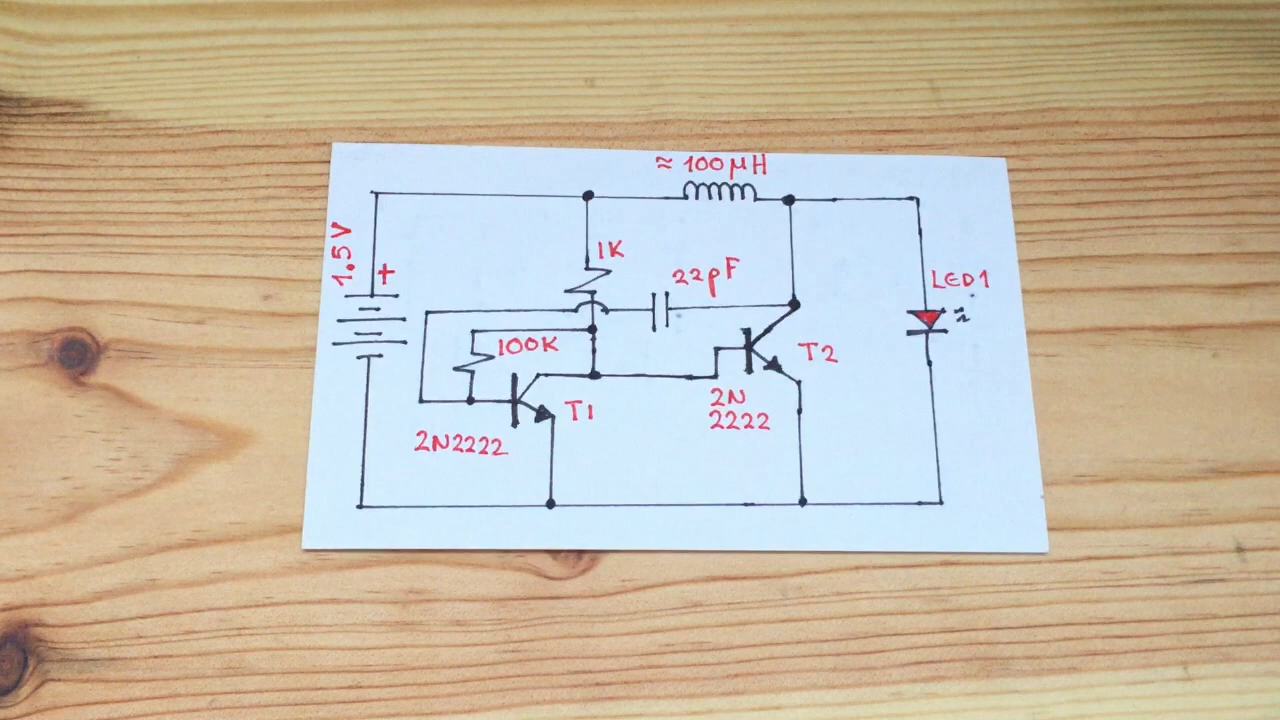 ≈ 100μH
1.5V
+
1K
22pF
LED1
100K
T2
T1
2N
2222
2N2222